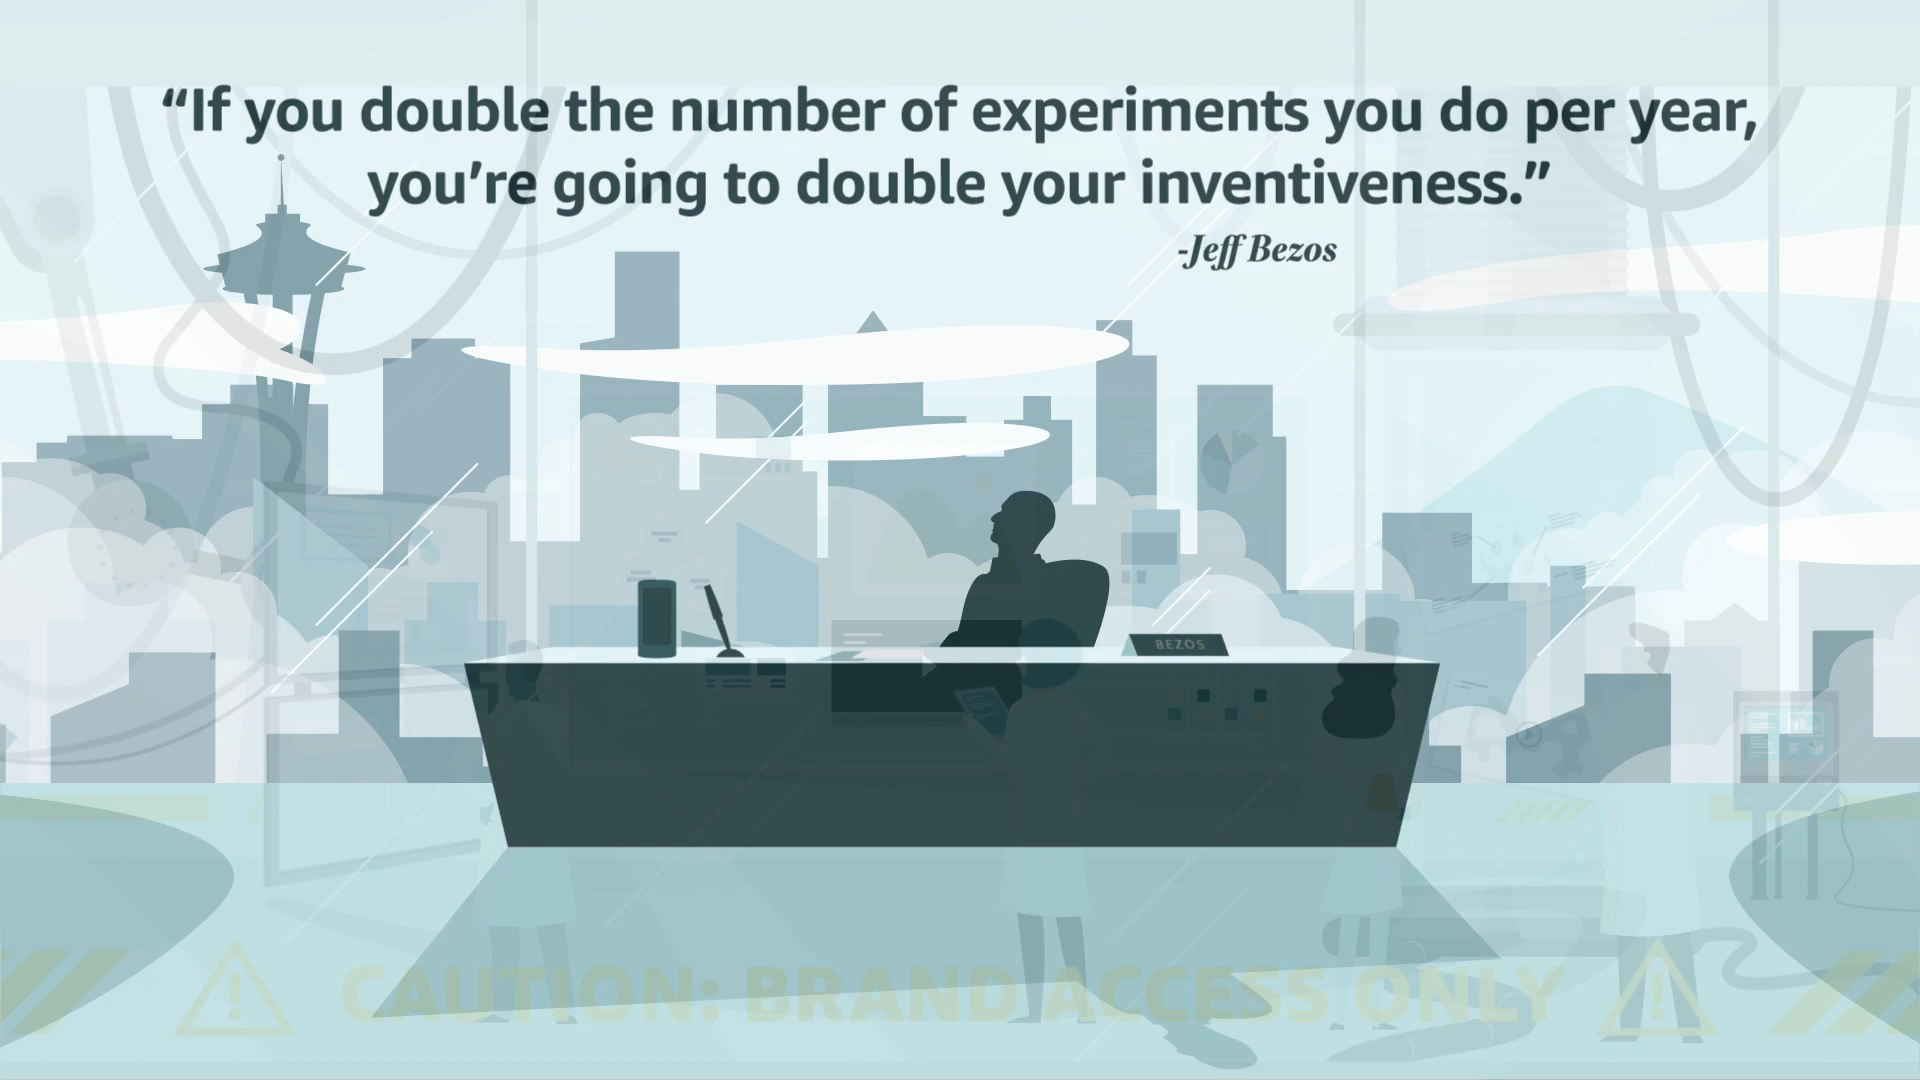 “If you double the number of experiments you do per year,
you’re going to double your inventiveness.”
-Jeff Bezos
BEZOS
CAUTION: BRAND ACCESS ONLY